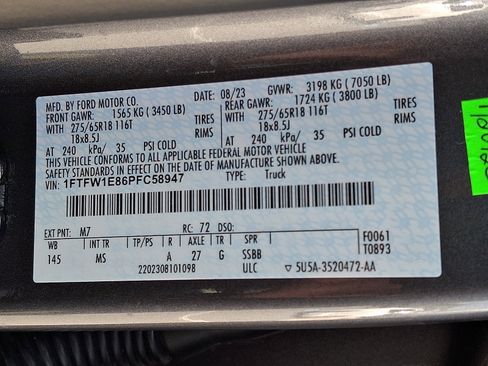 MFD. BY FORD MOTOR CO.
08/23
GVWR: 3198 KG (7050 LB)
FRONT GAWR: 1565 KG (3450 LB)
REAR GAWR: 1724 KG (3800 LB)
WITH
275/65R18 116T
TIRES
WITH
275/65R18 116T
TIRES
18x8.5J
RIMS
18x8.5J
RIMS
AT 240 kPa/ 35 PSI COLD
AT 240 kPa/ 35 PSI COLD
THIS VEHICLE CONFORMS TO ALL APPLICABLE FEDERAL MOTOR VEHICLE
SAFETY STANDARDS IN EFFECT ON THE DATE OF MANUFACTURE SHOWN ABOVE.
VIN: 1FTFW1E86PFC58947
TYPE: Truck
EXT PNT: M7
RC: 72 DSO:
F0061
WB INT TR TP/PS R AXLE TR SPR
T0893
145 MS A 27 G SSBB
2202308101098
ULC
5U5A-3520472-AA